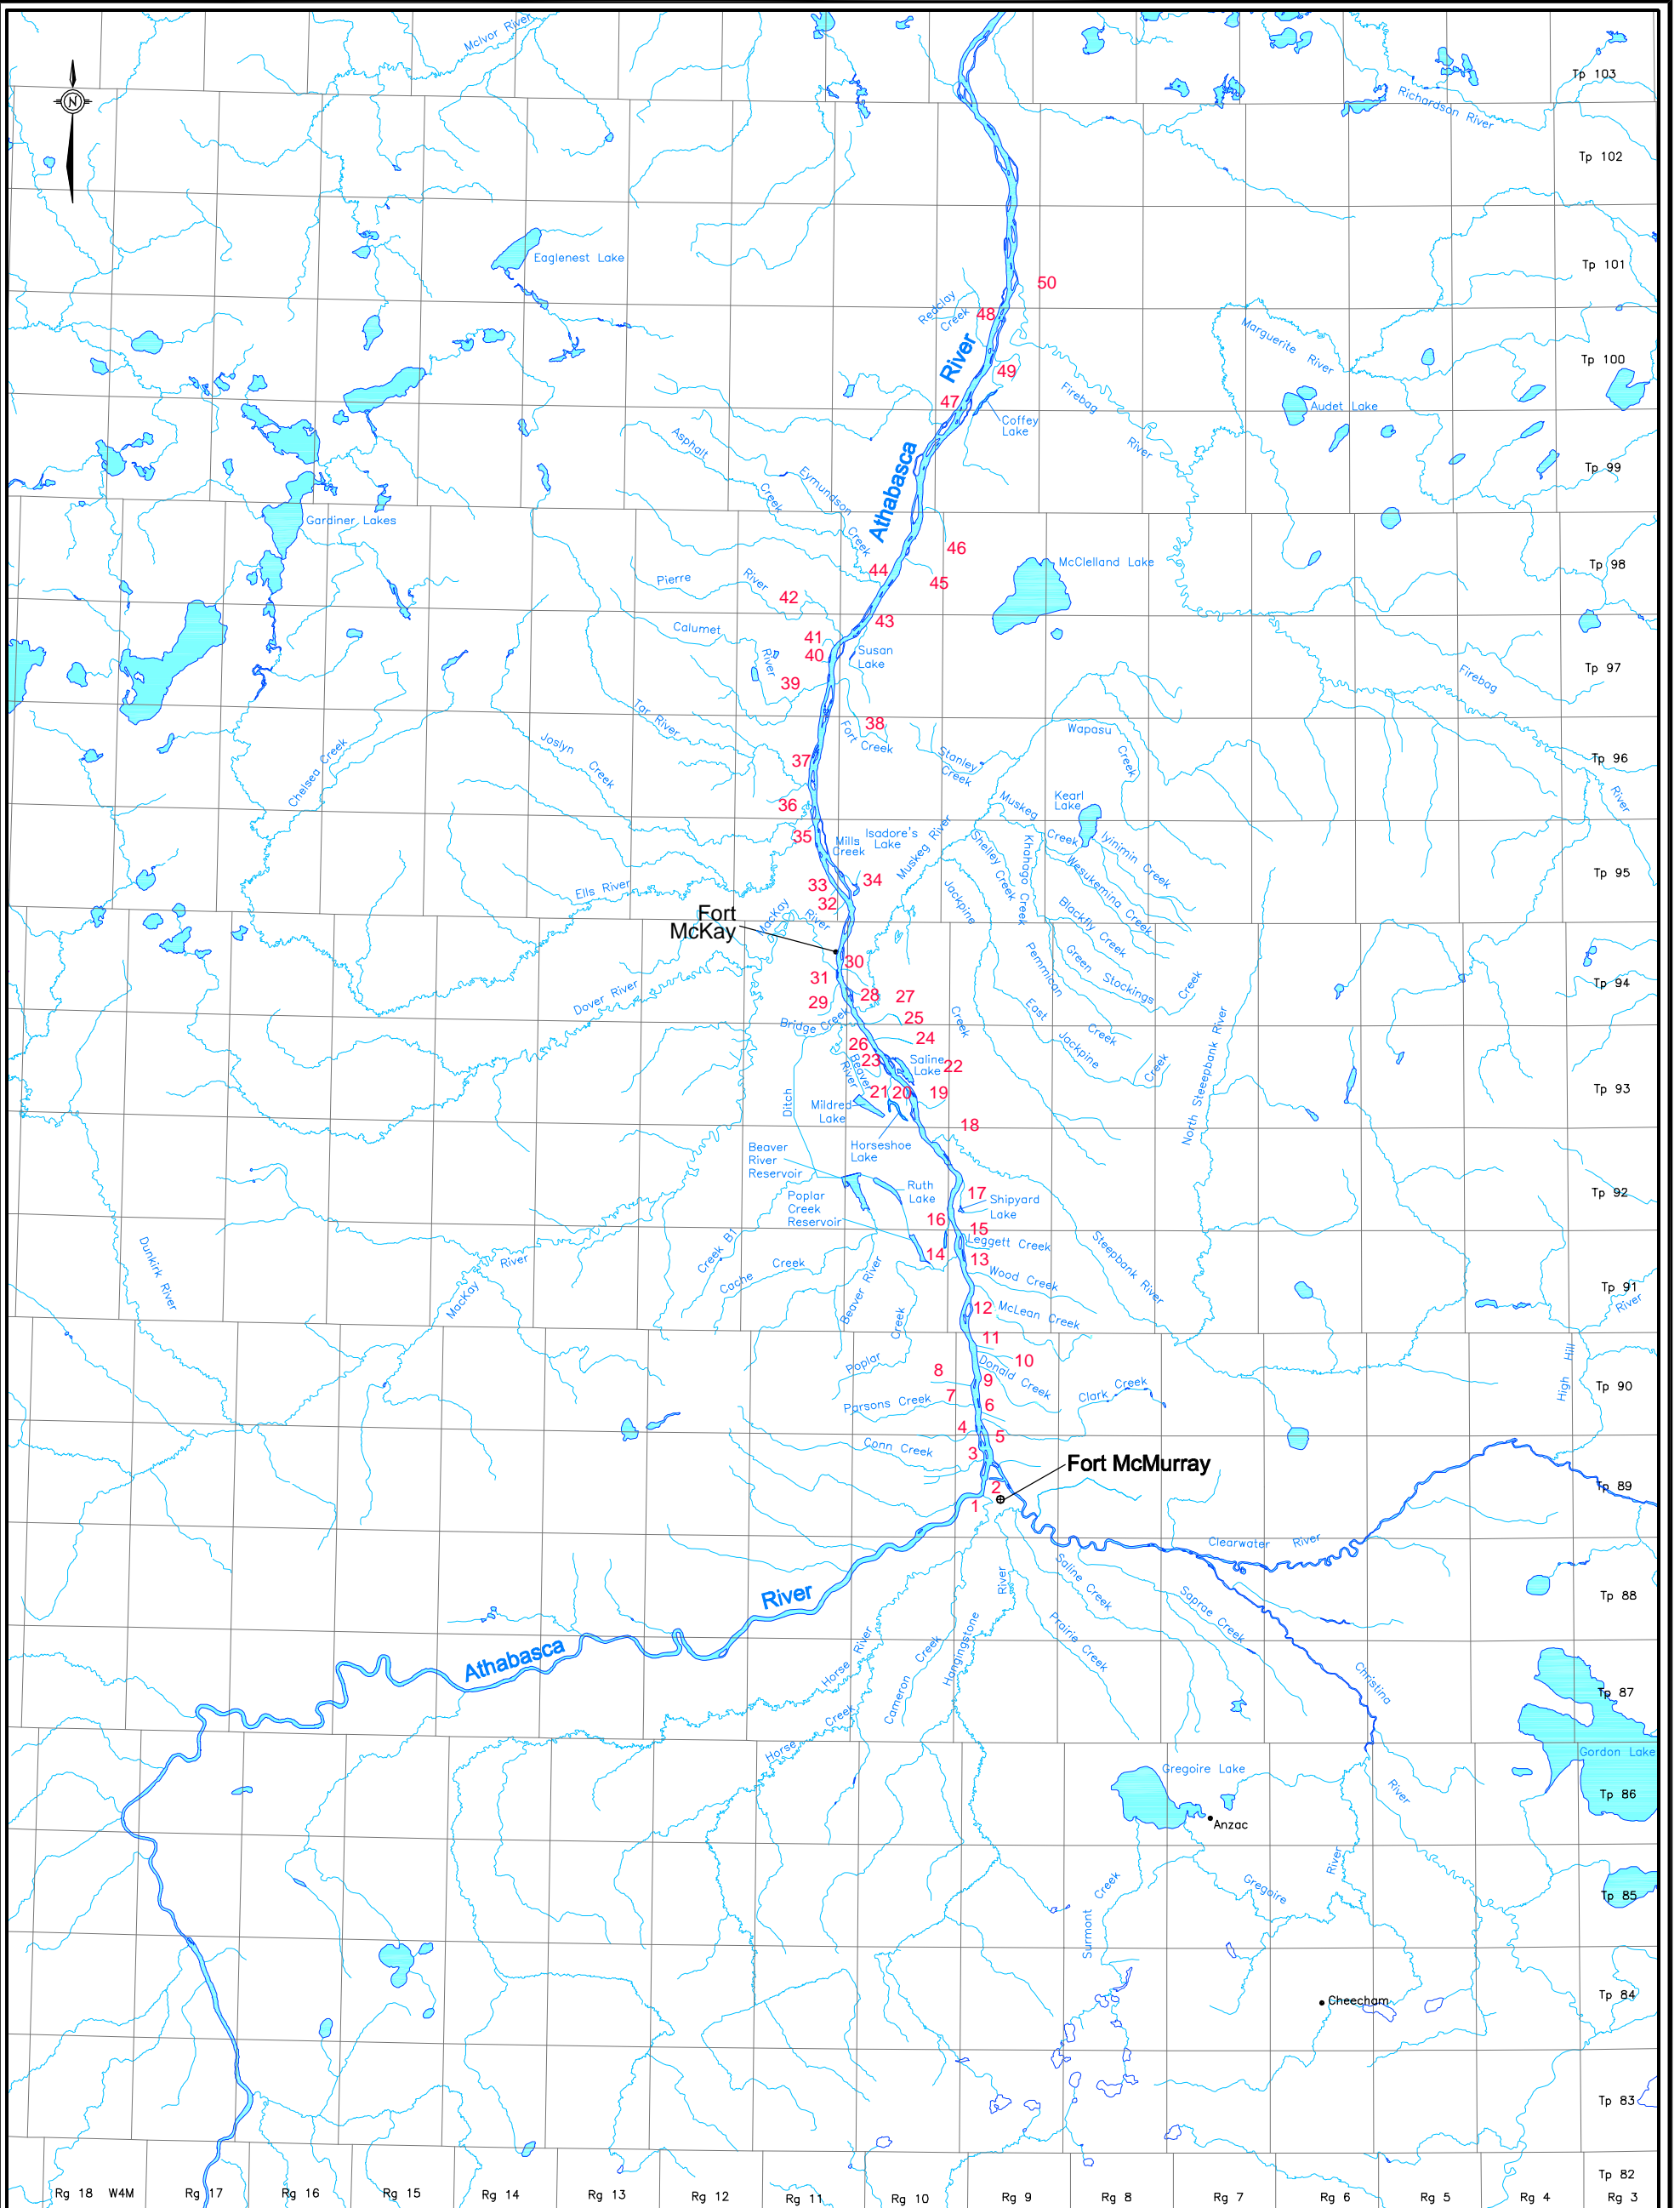 McIvor River
N
Tp 103
Richardson River
Tp 102
Eaglenest Lake
Tp 101
50
Redclay
Creek
48
Marguerite River
Tp 100
River
49
Firebag
River
47
Audet Lake
Coffey
Lake
Asphalt
Creek
Eymundson
Creek
Athabasca
Tp 99
Gardiner Lakes
46
McClelland Lake
Tp 98
44
45
Pierre
River
42
43
Calumet
River
41
40
Susan
Lake
Tp 97
Firebag
River
39
Tar River
38
Fort Creek
Wapasu
Creek
Joslyn
Creek
Stanley
Creek
Chelsea Creek
37
Tp 96
36
Muskeg
Creek
Kearl
Lake
35
Mills
Creek
Isadore's
Lake
Muskeg River
Shelley Creek
Khahago Creek
Iyinimin Creek
Wesukemina Creek
Tp 95
Ells River
33
34
32
Jackpine
Creek
Blackfly Creek
Fort
McKay
MacKay
River
Green Stockings
Creek
Pemmican
Creek
30
31
Tp 94
Dover River
29
28
27
East
Jackpine
Creek
25
Bridge Creek
24
26
23
Beaver
River
Saline
Lake
22
North Steeepbank River
Tp 93
Ditch
21
20
19
Mildred
Lake
18
Horseshoe
Lake
Beaver
River
Reservoir
Ruth
Lake
17
Shipyard
Lake
Tp 92
Poplar
Creek
Reservoir
16
15
Leggett Creek
Steepbank River
Dunkirk River
Creek B1
14
13
Cache Creek
Wood Creek
MacKay River
Beaver River
Tp 91
River
12
McLean Creek
Poplar
Creek
11
10
Donald Creek
High Hill
8
9
Tp 90
7
Clark Creek
Parsons Creek
6
4
5
Conn Creek
3
Fort McMurray
2
Tp 89
1
Clearwater River
Saline Creek
River
Saprae Creek
Tp 88
River
Athabasca
Prairie Creek
Horse River
Cameron Creek
Hangingstone
Christina
River
Tp 87
Horse
Creek
Gordon Lake
Gregoire Lake
Tp 86
Anzac
Surmont
Creek
Gregoire
River
Tp 85
Cheecham
Tp 84
Tp 83
Tp 82
Rg 18 W4M
Rg 17
Rg 16
Rg 15
Rg 14
Rg 13
Rg 12
Rg 11
Rg 10
Rg 9
Rg 8
Rg 7
Rg 6
Rg 5
Rg 4
Rg 3